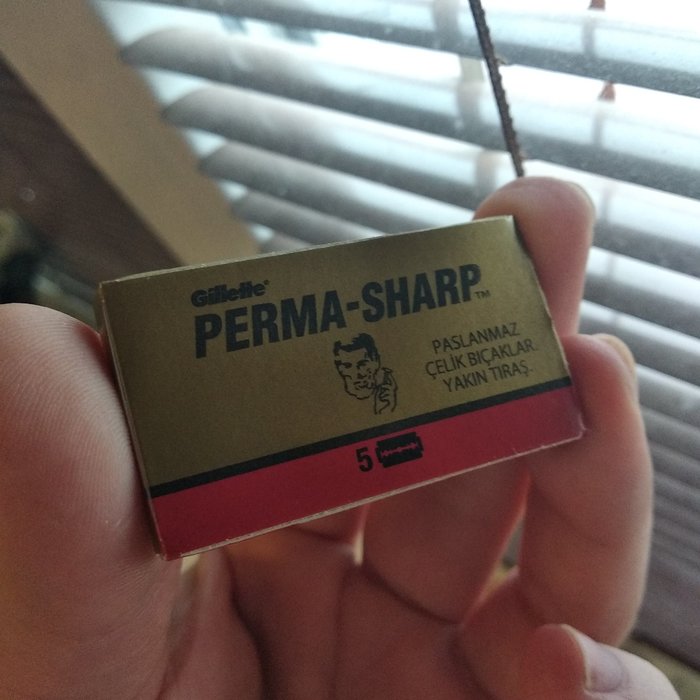 Gillette®
PERMA-SHARP™
PASLANMAZ
ÇELİK BIÇAKLAR.
YAKIN TIRAŞ.
5